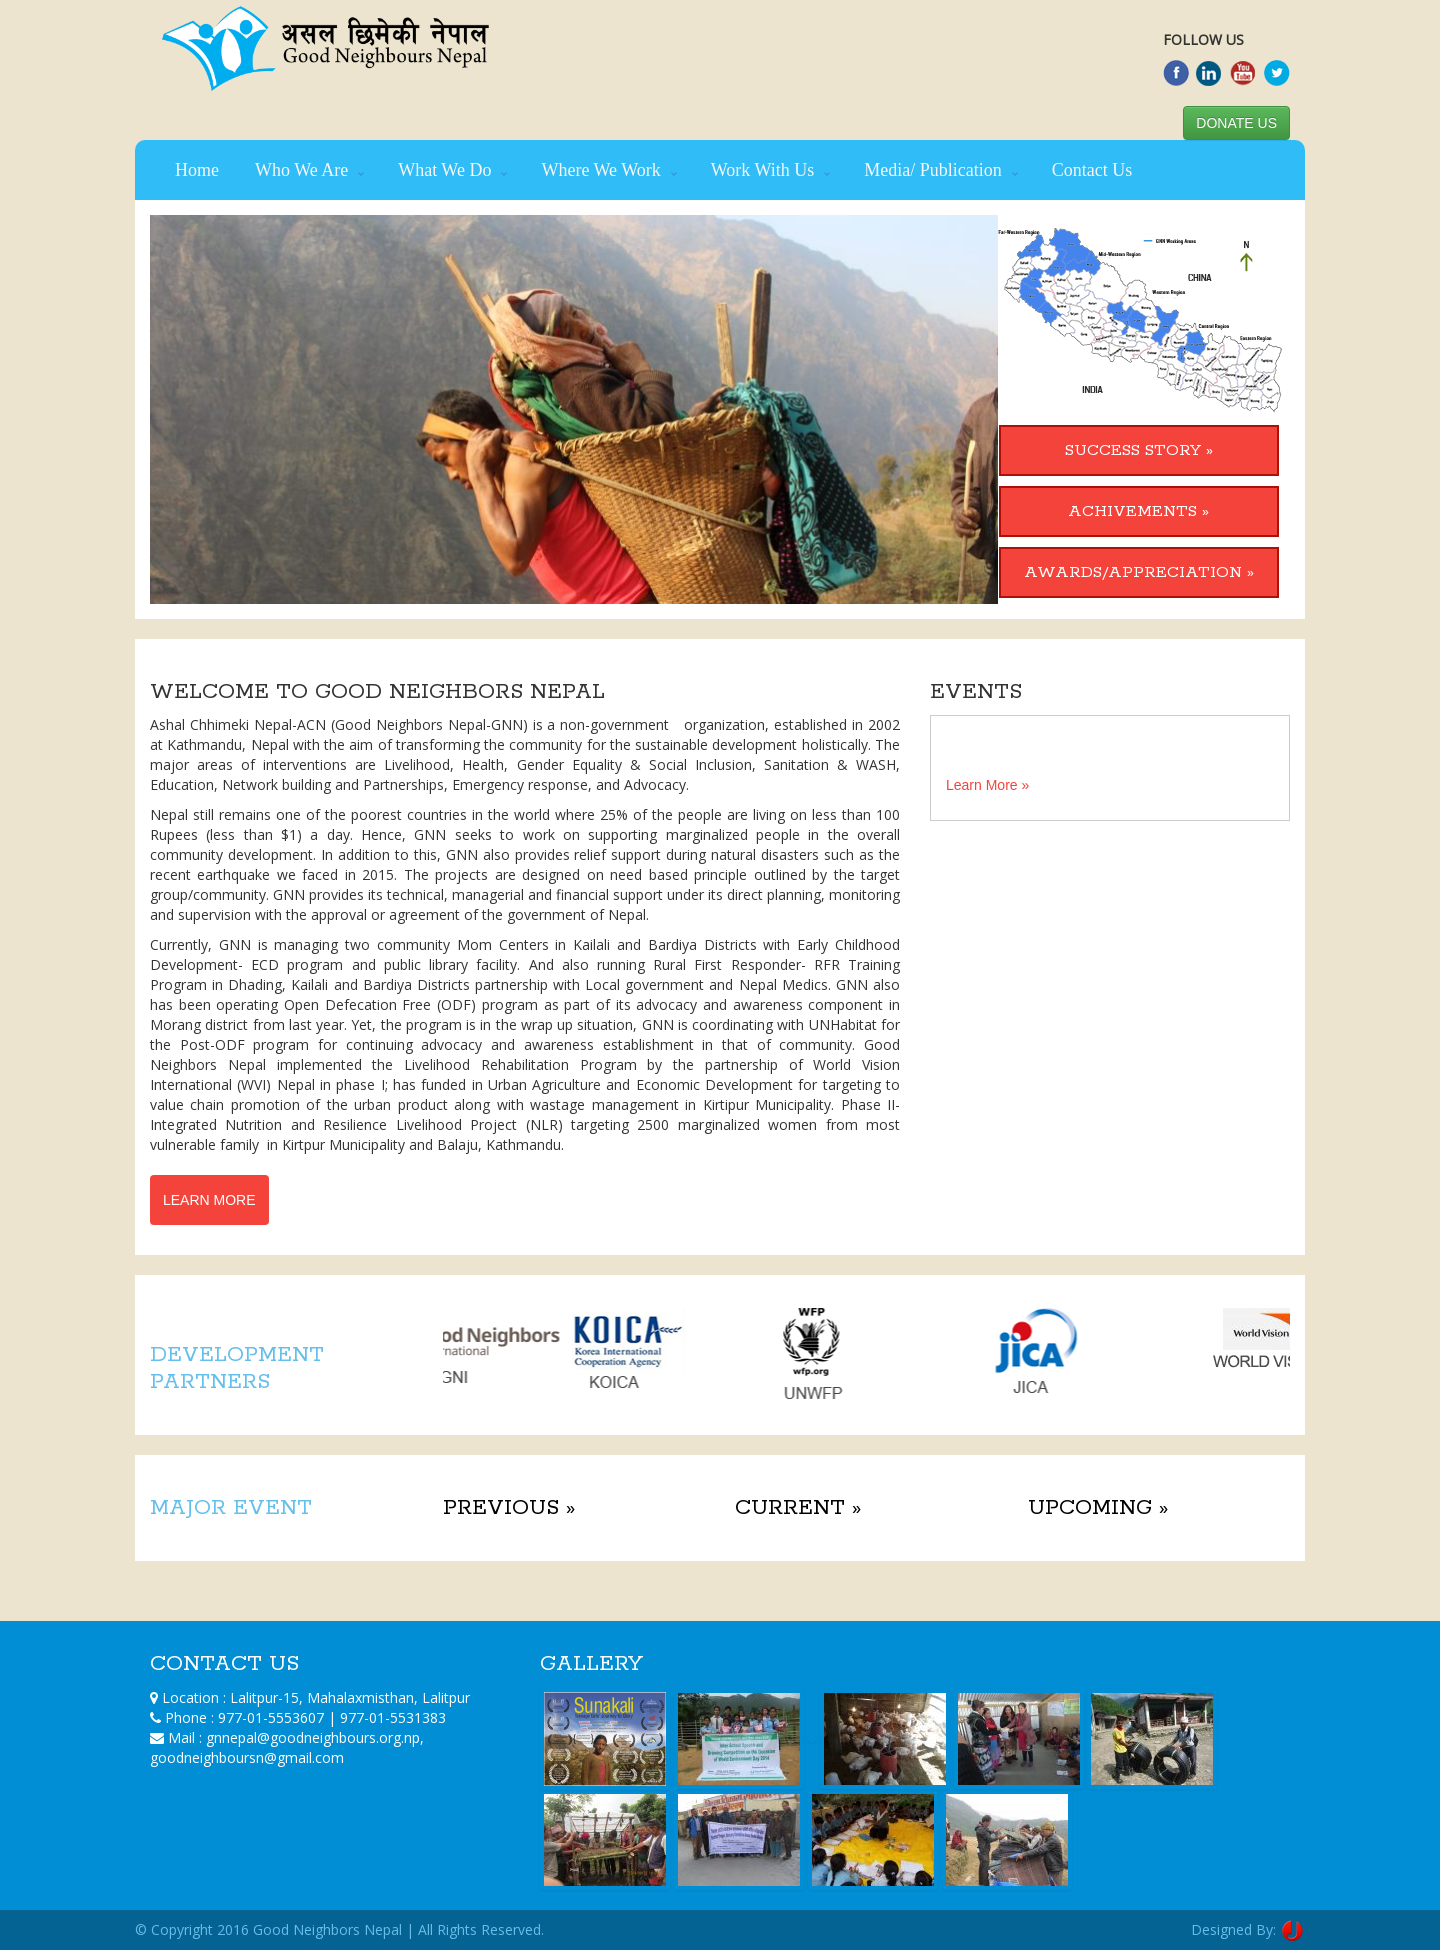 असल छिमेकी नेपाल
Good Neighbours Nepal
FOLLOW US
DONATE US
Home Who We Are What We Do Where We Work Work With Us Media/ Publication Contact Us
Far-Western Region
GNN Working Areas
N
Mid-Western Region
CHINA
Western Region
Central Region
Eastern Region
INDIA
SUCCESS STORY »
ACHIVEMENTS »
AWARDS/APPRECIATION »
WELCOME TO GOOD NEIGHBORS NEPAL
Ashal Chhimeki Nepal-ACN (Good Neighbors Nepal-GNN) is a non-government organization, established in 2002
at Kathmandu, Nepal with the aim of transforming the community for the sustainable development holistically. The
major areas of interventions are Livelihood, Health, Gender Equality & Social Inclusion, Sanitation & WASH,
Education, Network building and Partnerships, Emergency response, and Advocacy.
Nepal still remains one of the poorest countries in the world where 25% of the people are living on less than 100
Rupees (less than $1) a day. Hence, GNN seeks to work on supporting marginalized people in the overall
community development. In addition to this, GNN also provides relief support during natural disasters such as the
recent earthquake we faced in 2015. The projects are designed on need based principle outlined by the target
group/community. GNN provides its technical, managerial and financial support under its direct planning, monitoring
and supervision with the approval or agreement of the government of Nepal.
Currently, GNN is managing two community Mom Centers in Kailali and Bardiya Districts with Early Childhood
Development- ECD program and public library facility. And also running Rural First Responder- RFR Training
Program in Dhading, Kailali and Bardiya Districts partnership with Local government and Nepal Medics. GNN also
has been operating Open Defecation Free (ODF) program as part of its advocacy and awareness component in
Morang district from last year. Yet, the program is in the wrap up situation, GNN is coordinating with UNHabitat for
the Post-ODF program for continuing advocacy and awareness establishment in that of community. Good
Neighbors Nepal implemented the Livelihood Rehabilitation Program by the partnership of World Vision
International (WVI) Nepal in phase I; has funded in Urban Agriculture and Economic Development for targeting to
value chain promotion of the urban product along with wastage management in Kirtipur Municipality. Phase II-
Integrated Nutrition and Resilience Livelihood Project (NLR) targeting 2500 marginalized women from most
vulnerable family in Kirtpur Municipality and Balaju, Kathmandu.
LEARN MORE
EVENTS
Learn More »
DEVELOPMENT
PARTNERS
od Neighbors
national
GNI
KOICA
Korea International
Cooperation Agency
KOICA
WFP
wfp.org
UNWFP
JICA
JICA
World Vision
WORLD VIS
MAJOR EVENT
PREVIOUS »
CURRENT »
UPCOMING »
CONTACT US
Location : Lalitpur-15, Mahalaxmisthan, Lalitpur
Phone : 977-01-5553607 | 977-01-5531383
Mail : gnnepal@goodneighbours.org.np,
goodneighboursn@gmail.com
GALLERY
Sunakali
Inter School Speech and
Drawing Competition on the Occassion
of World Environment Day 2014
© Copyright 2016 Good Neighbors Nepal | All Rights Reserved.
Designed By: